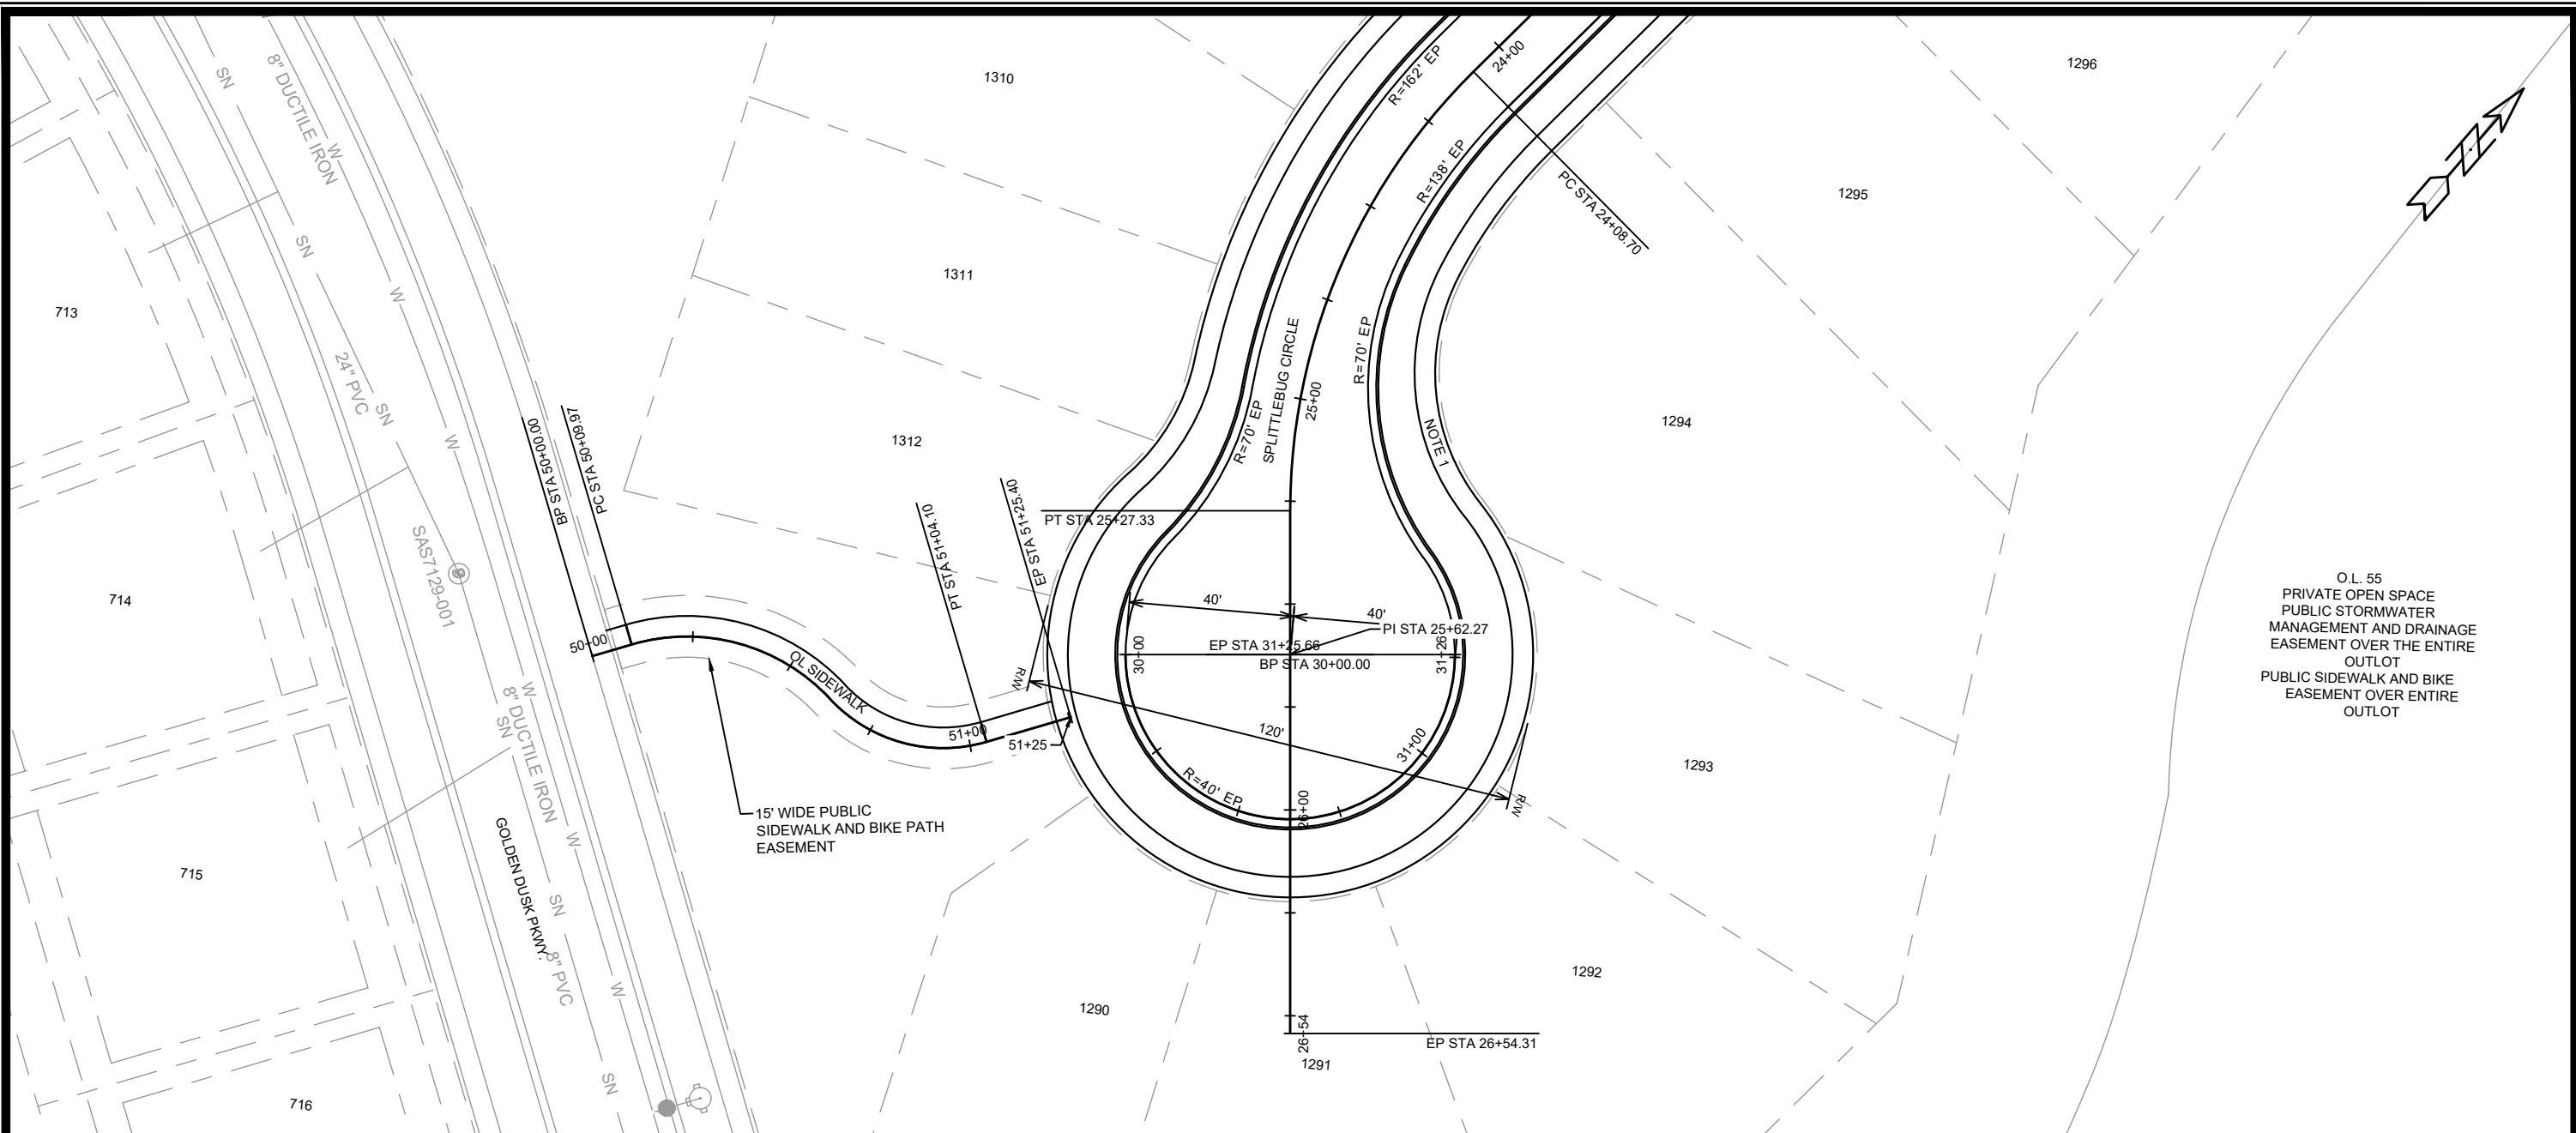 1310
1311
1312
1296
1295
1294
1293
1292
1291
1290
713
714
715
716
SN
8" DUCTILE IRON
W
SN
W
24" PVC
SN
W
SAS7129-001
S
W
8" DUCTILE IRON
SN
W
GOLDEN DUSK PKWY.
SN
8" PVC
W
SN
R=162' EP
24+00
R=138' EP
PC STA 24+08.70
R=70' EP
SPLITTLEBUG CIRCLE
25+00
R=70' EP
NOTE 1
BP STA 50+00.00
PC STA 50+09.97
PT STA 51+04.10
EP STA 51+25.40
PT STA 25+27.33
50+00
OL SIDEWALK
51+00
51+25
R/W
40'
40'
PI STA 25+62.27
EP STA 31+25.66
BP STA 30+00.00
30+00
31+26
120'
31+00
R=40' EP
26+00
R/W
15' WIDE PUBLIC
SIDEWALK AND BIKE PATH
EASEMENT
26+54
EP STA 26+54.31
O.L. 55
PRIVATE OPEN SPACE
PUBLIC STORMWATER
MANAGEMENT AND DRAINAGE
EASEMENT OVER THE ENTIRE
OUTLOT
PUBLIC SIDEWALK AND BIKE
EASEMENT OVER ENTIRE
OUTLOT